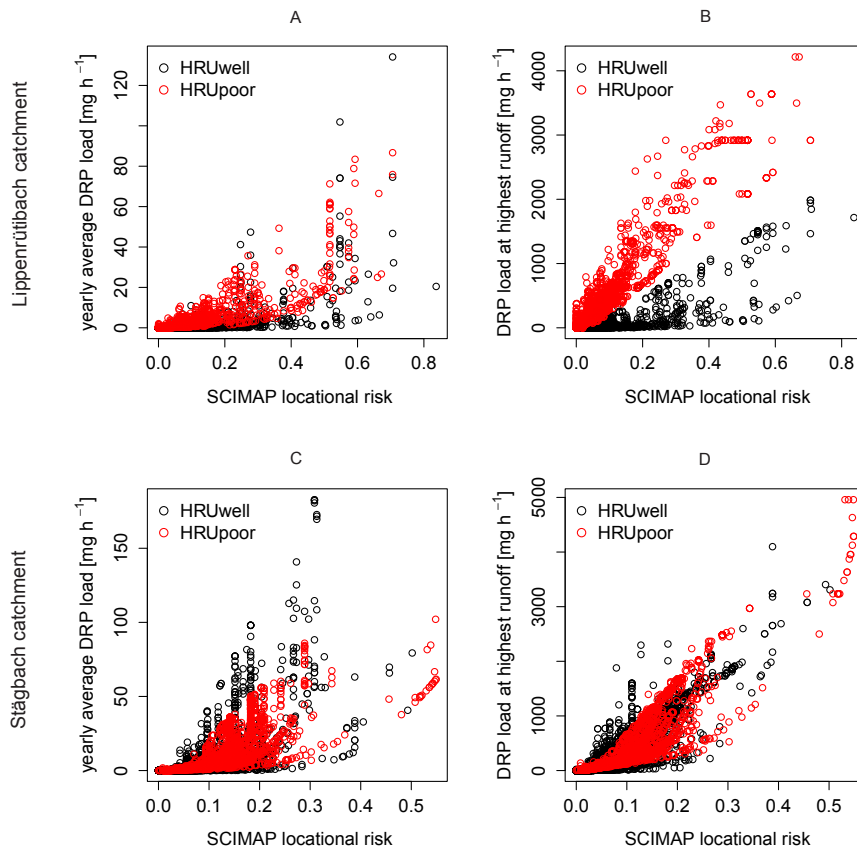 A
Lippenrütibach catchment
yearly average DRP load [mg h⁻¹]
120
80
60
40
20
0
HRUwell
HRUpoor
0.0 0.2 0.4 0.6 0.8
SCIMAP locational risk
B
DRP load at highest runoff [mg h⁻¹]
4000
3000
2000
1000
0
HRUwell
HRUpoor
0.0 0.2 0.4 0.6 0.8
SCIMAP locational risk
C
Stägbach catchment
yearly average DRP load [mg h⁻¹]
150
100
50
0
HRUwell
HRUpoor
0.0 0.1 0.2 0.3 0.4 0.5
SCIMAP locational risk
D
DRP load at highest runoff [mg h⁻¹]
5000
3000
1000
0
HRUwell
HRUpoor
0.0 0.1 0.2 0.3 0.4 0.5
SCIMAP locational risk